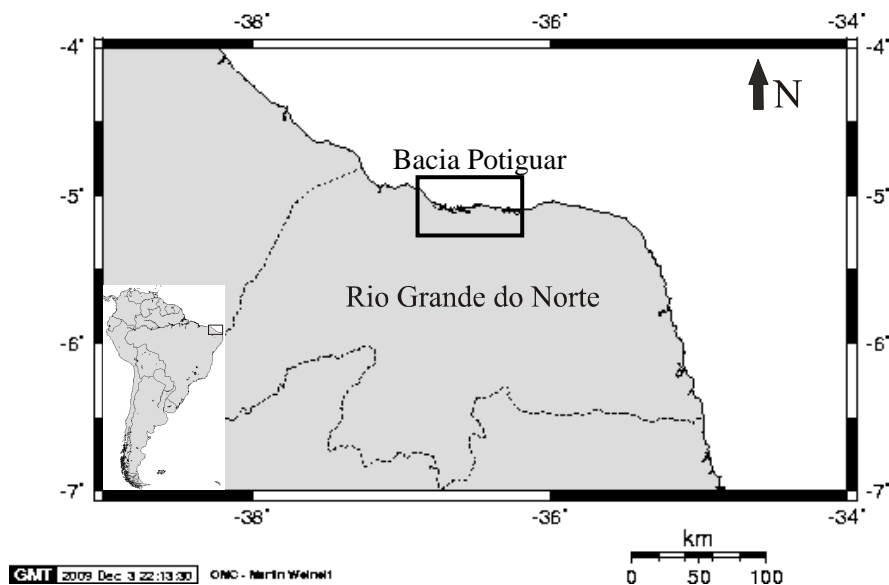 -38° -36° -34°
-4° -4°
N
Bacia Potiguar
-5° -5°
Rio Grande do Norte
-6° -6°
-7° -7°
-38° -36° -34°
km
0 50 100
GMT 2009 Dec 3 22:13:30 OMC - Martin Weinelt